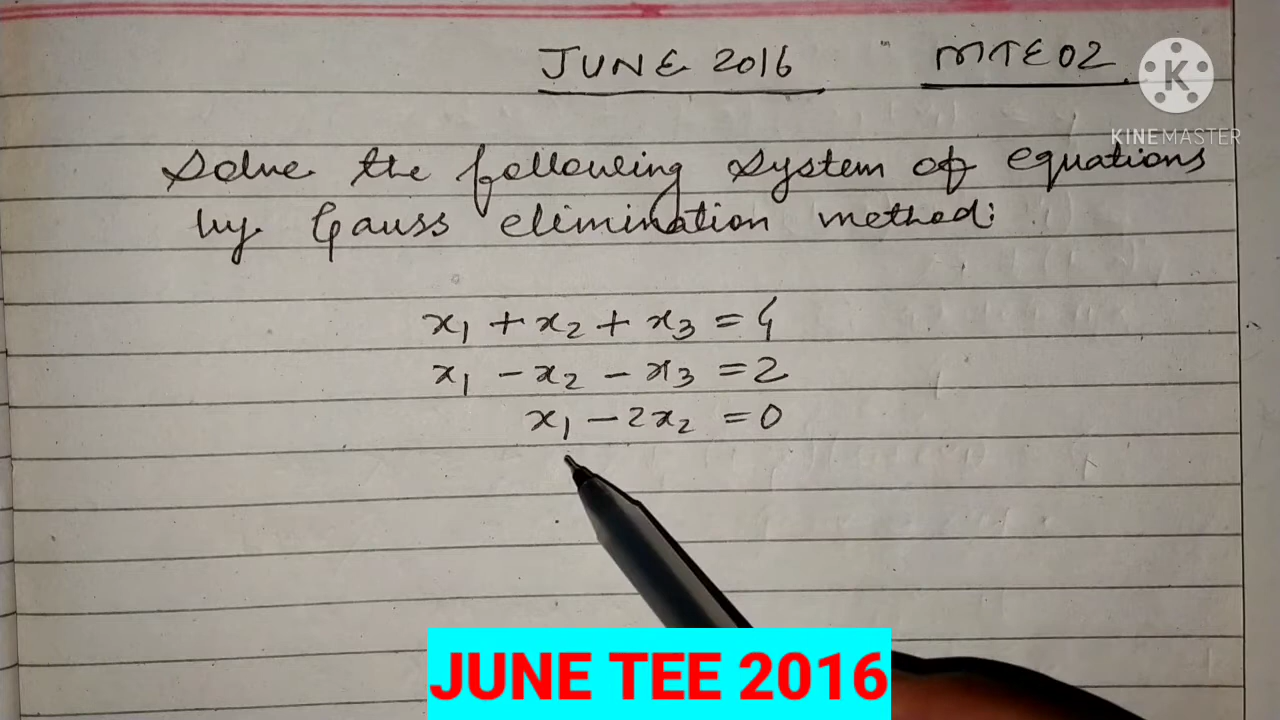 JUNE 2016 MTE02
KINEMASTER
Solve the following system of equations
by Gauss elimination method:
x₁ + x₂ + x₃ = 4
x₁ - x₂ - x₃ = 2
x₁ - 2x₂ = 0
JUNE TEE 2016